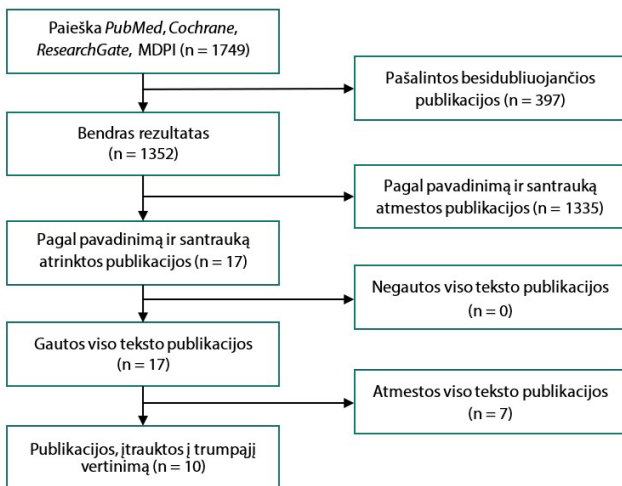 Paieška PubMed, Cochrane,
ResearchGate, MDPI (n = 1749)
Pašalintos besidubliuojančios
publikacijos (n = 397)
Bendras rezultatas
(n = 1352)
Pagal pavadinimą ir santrauką
atmestos publikacijos (n = 1335)
Pagal pavadinimą ir santrauką
atrinktos publikacijos (n = 17)
Negautos viso teksto publikacijos
(n = 0)
Gautos viso teksto publikacijos
(n = 17)
Atmestos viso teksto publikacijos
(n = 7)
Publikacijos, įtrauktos į trumpąjį
vertinimą (n = 10)